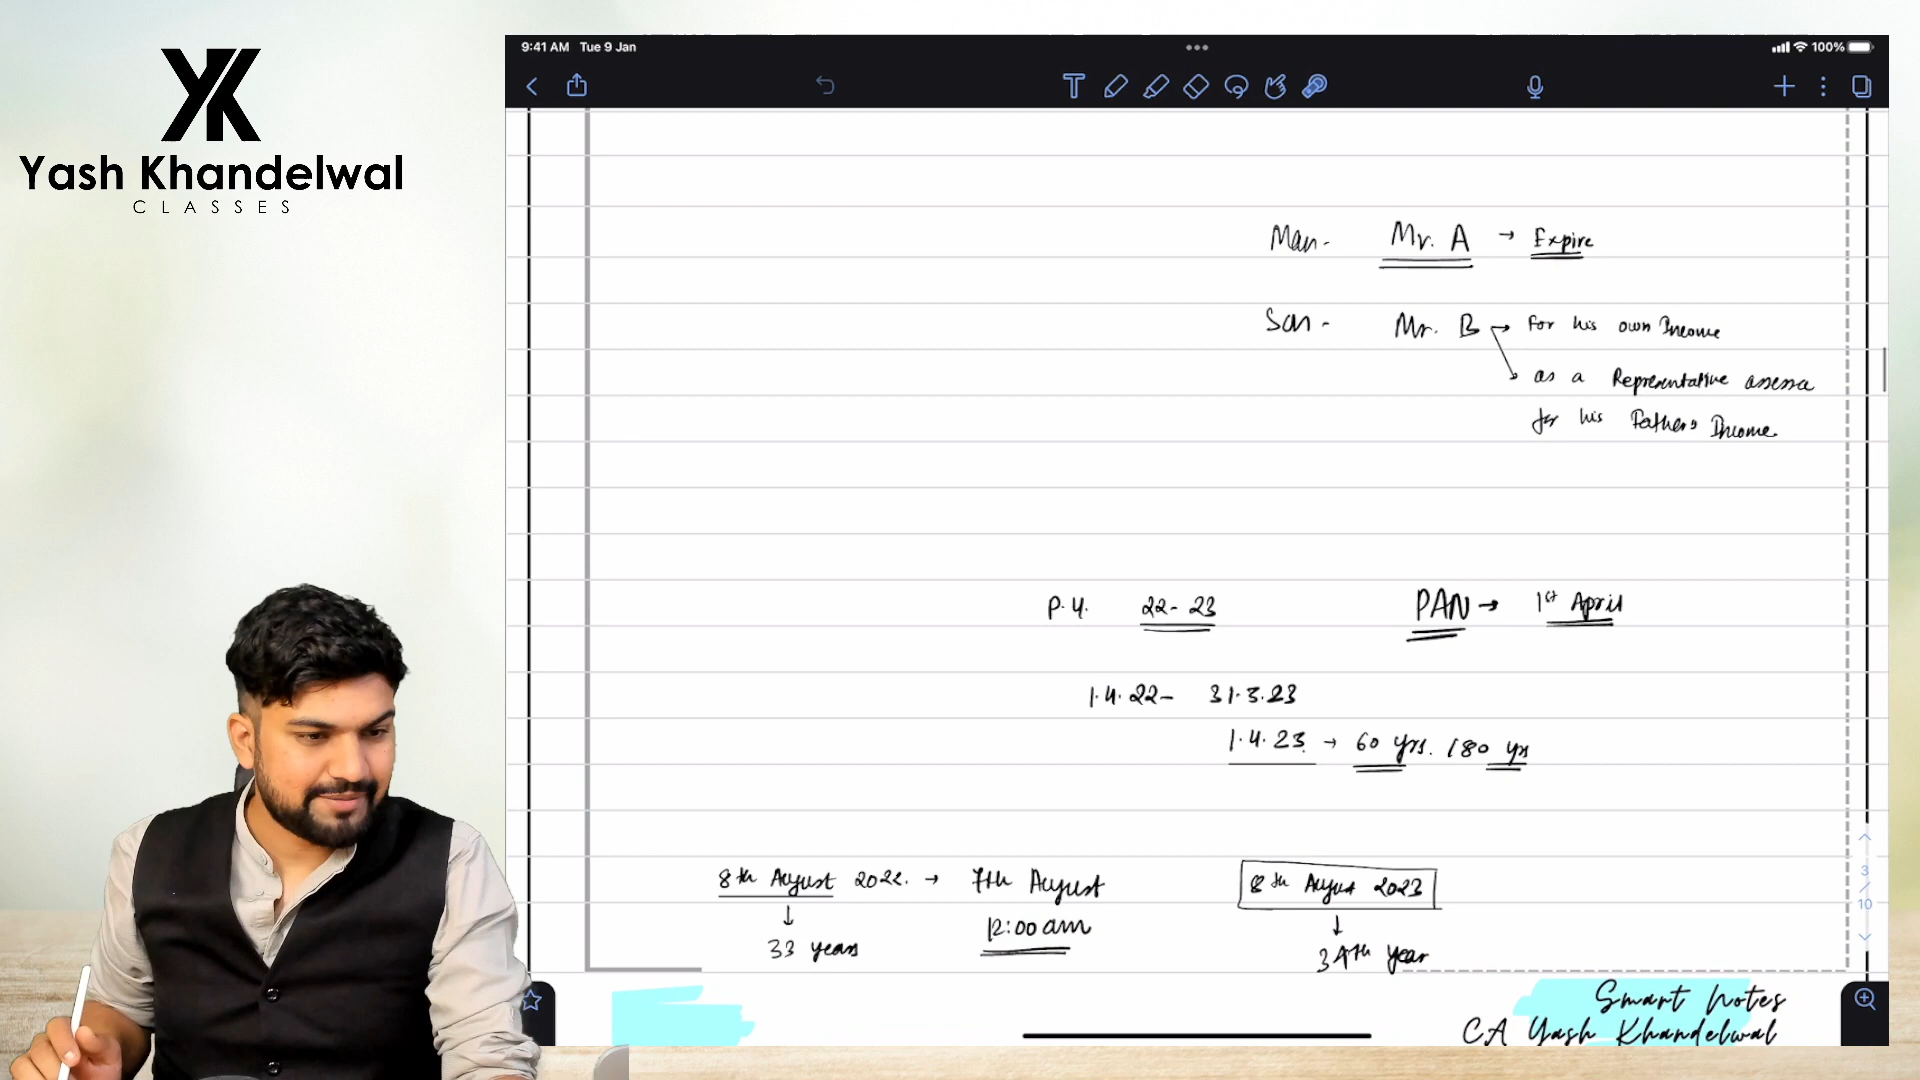 YK
Yash Khandelwal
CLASSES
9:41 AM Tue 9 Jan
100%
Man - Mr. A → Expire
Son - Mr. B → For his own Income
→ as a Representative assessee
for his Father's Income
P.Y. 22-23 PAN → 1st April
1.4.22 - 31.3.23
1.4.23 → 60 yrs. / 80 yrs
8th August 2022. → 7th August 8th August 2023
↓ 12:00 am ↓
33 years 34th year
3
/
10
Smart Notes
CA Yash Khandelwal